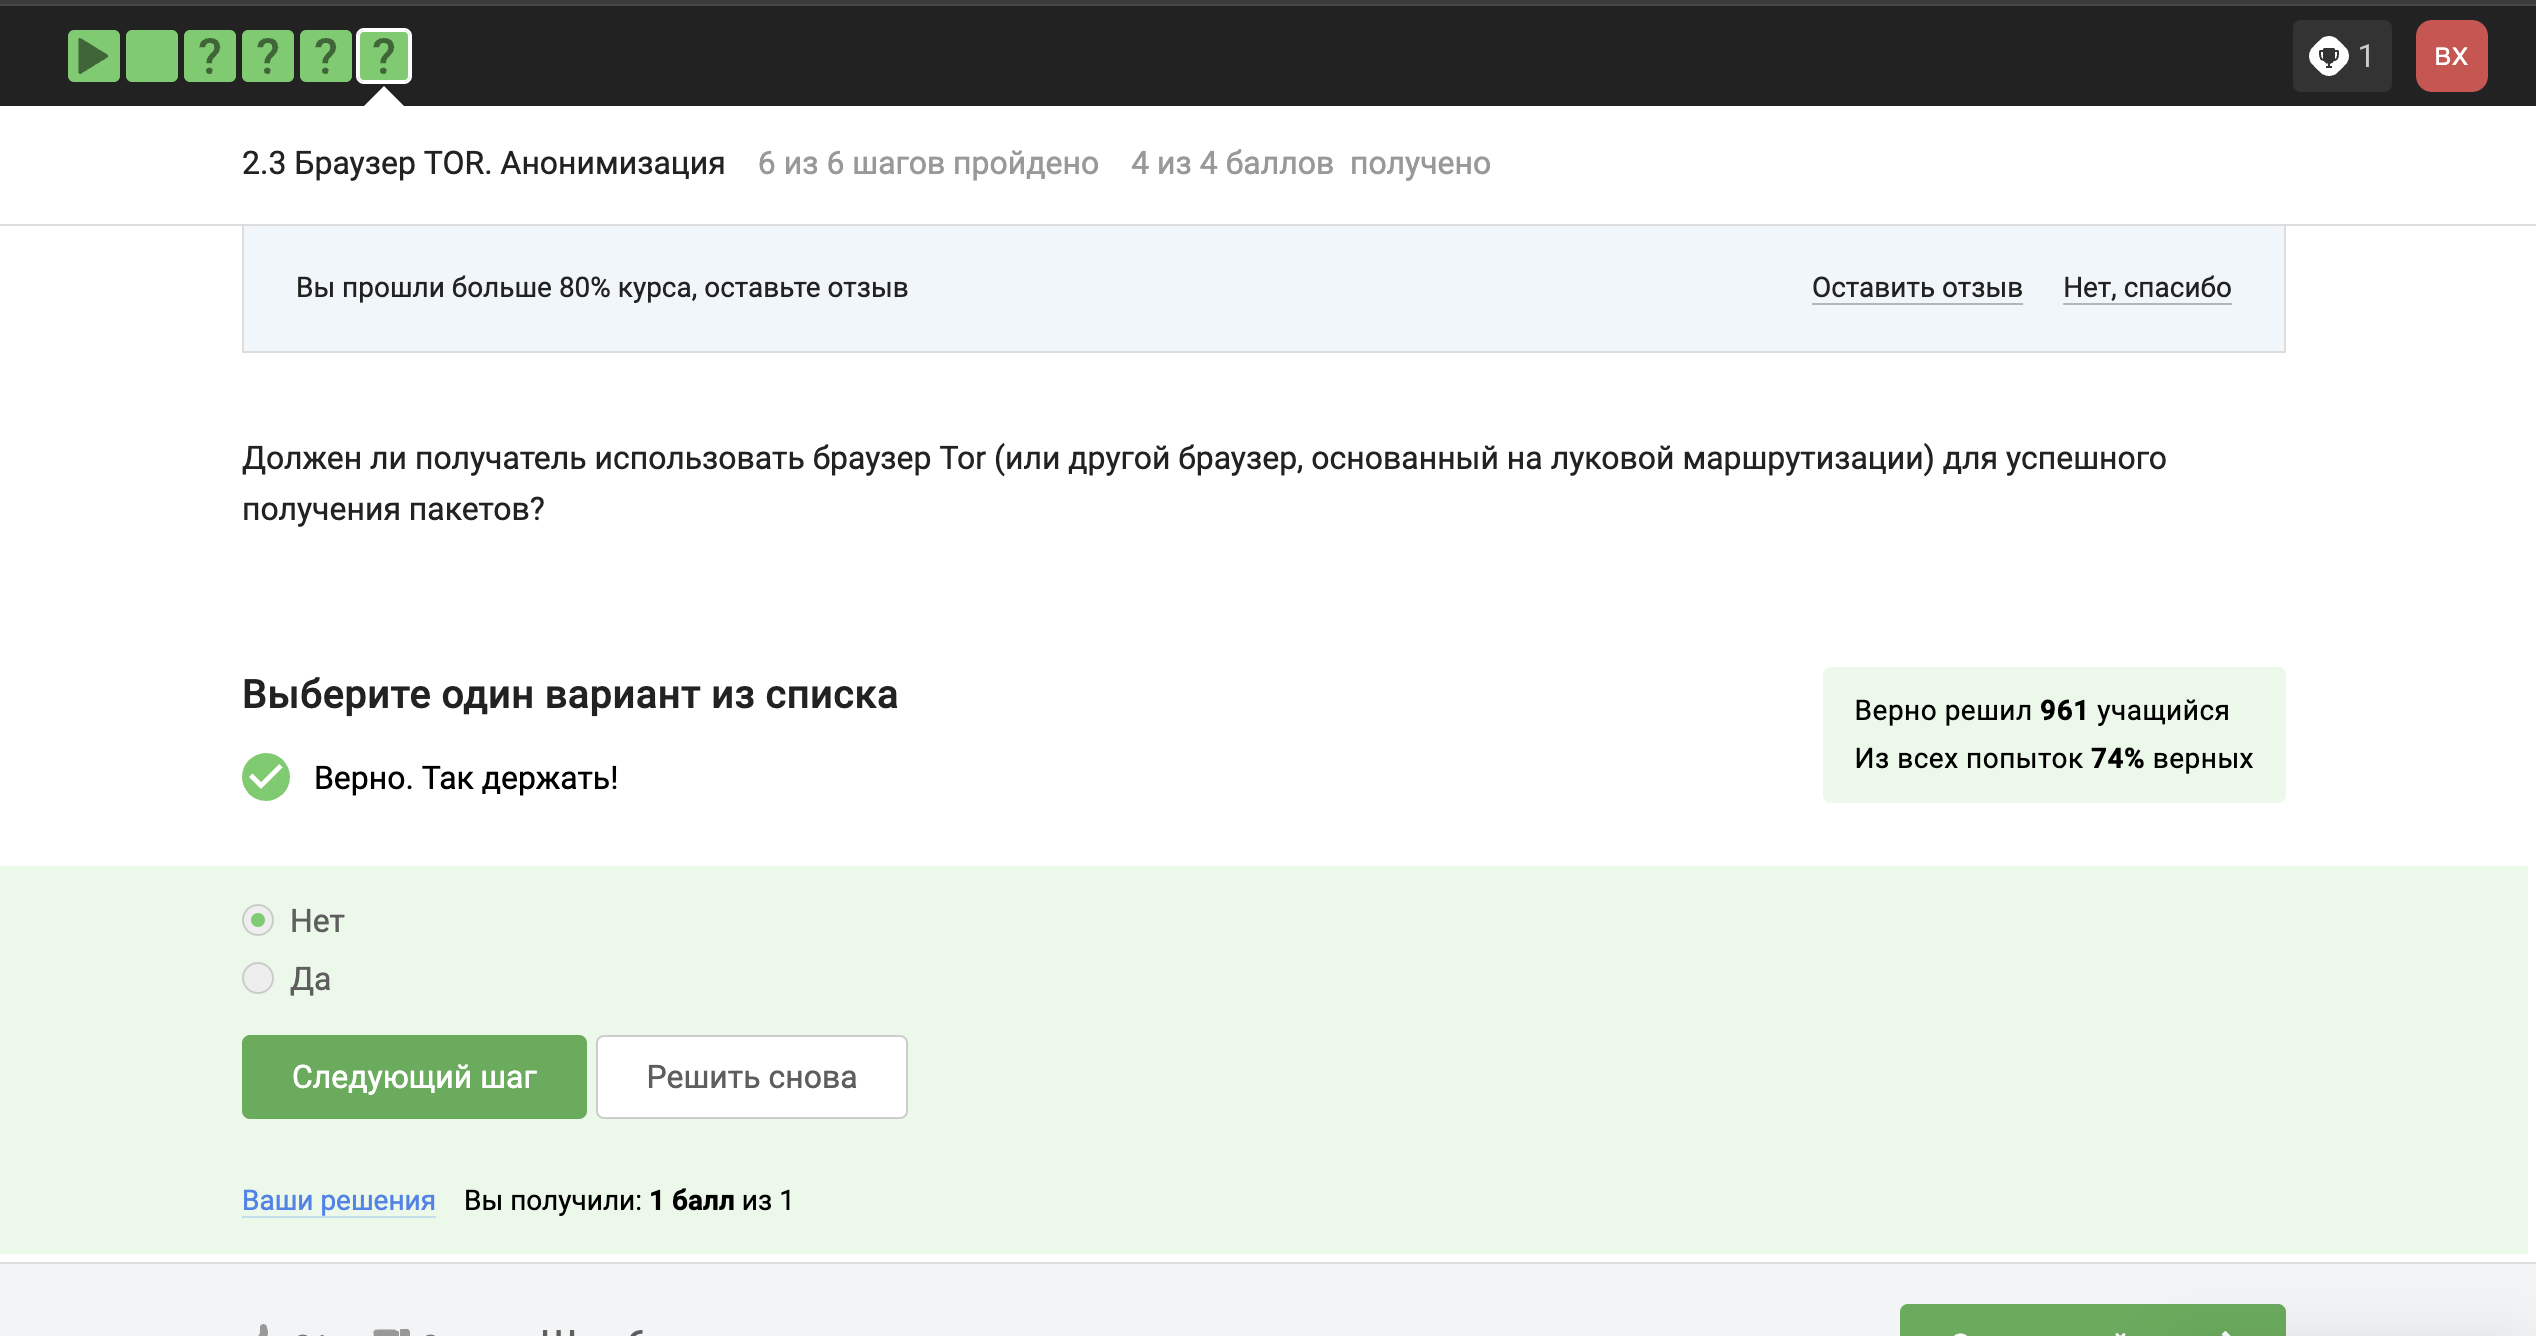 ? ? ? ?
1
ВХ
2.3 Браузер TOR. Анонимизация 6 из 6 шагов пройдено 4 из 4 баллов получено
Вы прошли больше 80% курса, оставьте отзыв Оставить отзыв Нет, спасибо
Должен ли получатель использовать браузер Tor (или другой браузер, основанный на луковой маршрутизации) для успешного
получения пакетов?
Выберите один вариант из списка
Верно решил 961 учащийся
Из всех попыток 74% верных
Верно. Так держать!
Нет
Да
Следующий шаг Решить снова
Ваши решения Вы получили: 1 балл из 1